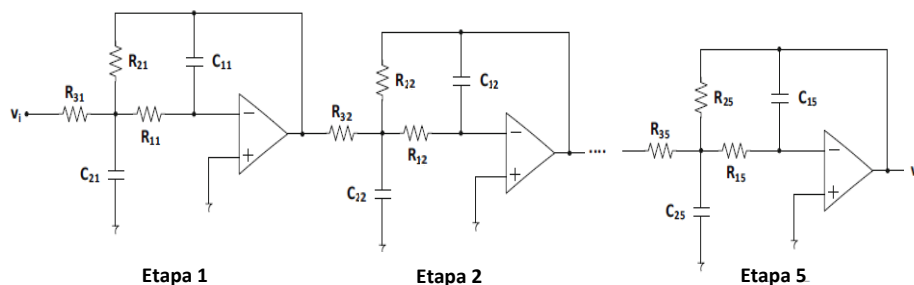 R21
C11
R31
vi
R11
C21
Etapa 1
R22
C12
R32
R12
C22
Etapa 2
....
R25
C15
R35
R15
C25
v
Etapa 5